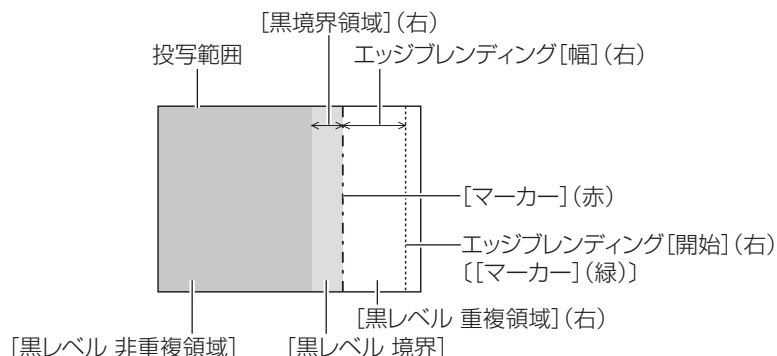 [黒境界領域](右)
投写範囲
エッジブレンディング[幅](右)
[マーカー](赤)
エッジブレンディング[開始](右)
〔[マーカー](緑)〕
[黒レベル 重複領域](右)
[黒レベル 非重複領域]
[黒レベル 境界]